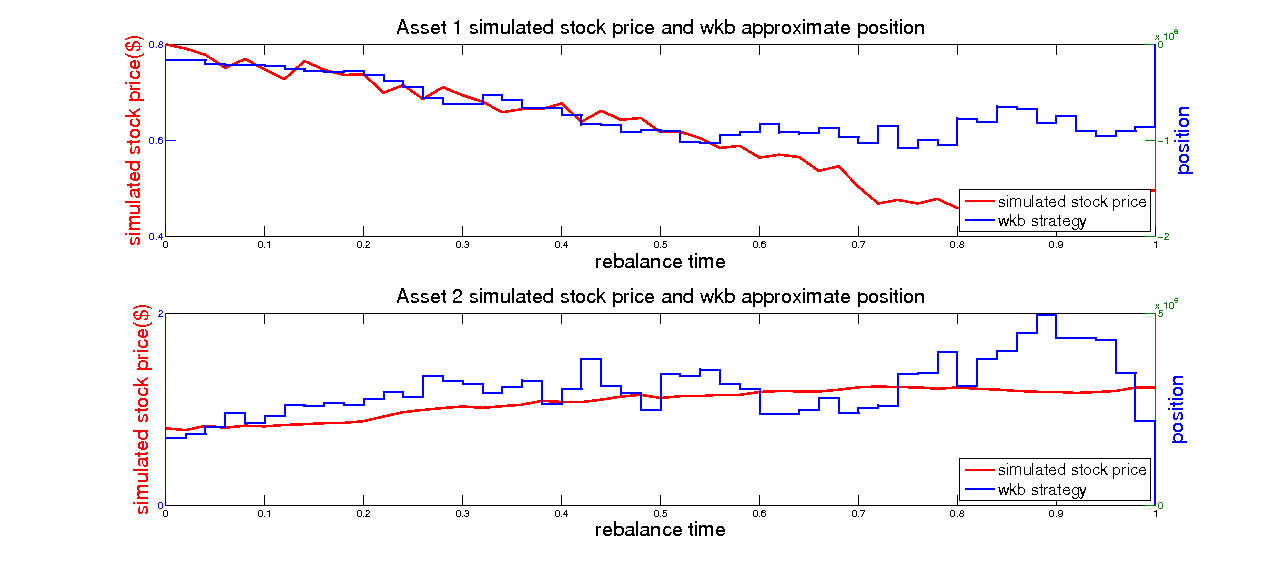 Asset 1 simulated stock price and wkb approximate position
simulated stock price($)
0.8
0.6
0.4
0
-1
-2
position
simulated stock price
wkb strategy
0 0.1 0.2 0.3 0.4 0.5 0.6 0.7 0.8 0.9 1
rebalance time
Asset 2 simulated stock price and wkb approximate position
simulated stock price($)
2
0
5
0
position
simulated stock price
wkb strategy
0 0.1 0.2 0.3 0.4 0.5 0.6 0.7 0.8 0.9 1
rebalance time